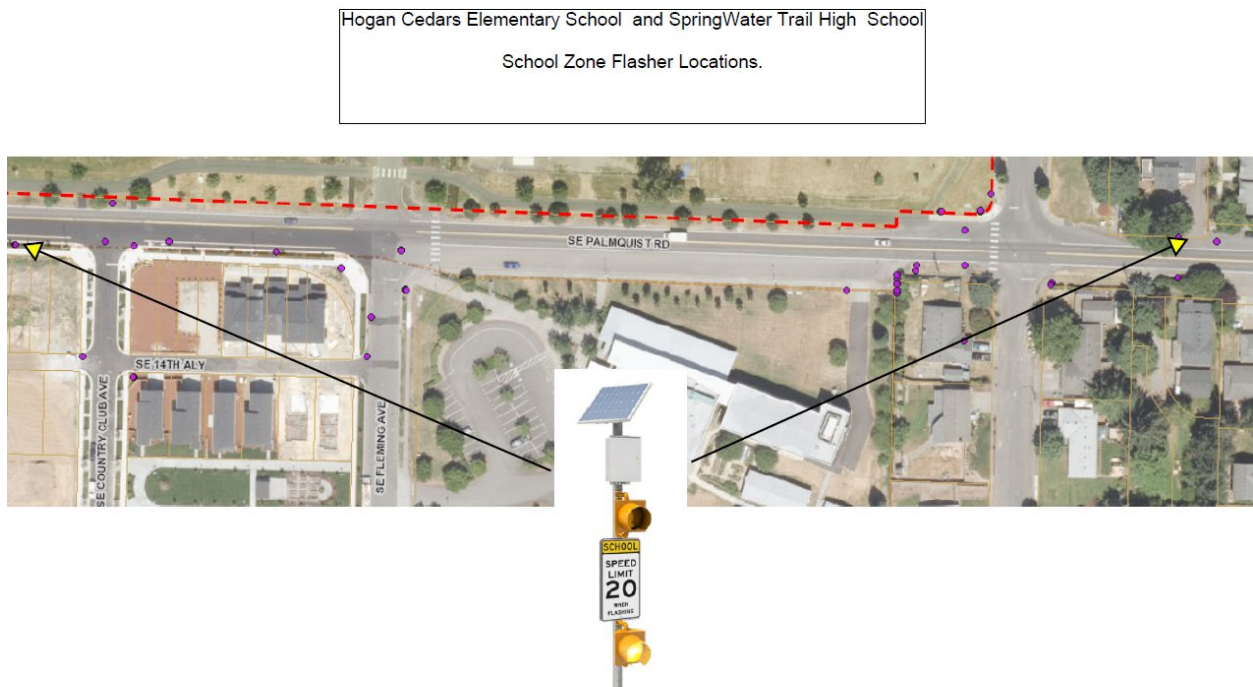 Hogan Cedars Elementary School and SpringWater Trail High School
School Zone Flasher Locations.
SE PALMQUIST RD
SE 14TH ALY
SE COUNTRY CLUB AVE
SE FLEMING AVE
SCHOOL
SPEED
LIMIT
20
WHEN
FLASHING